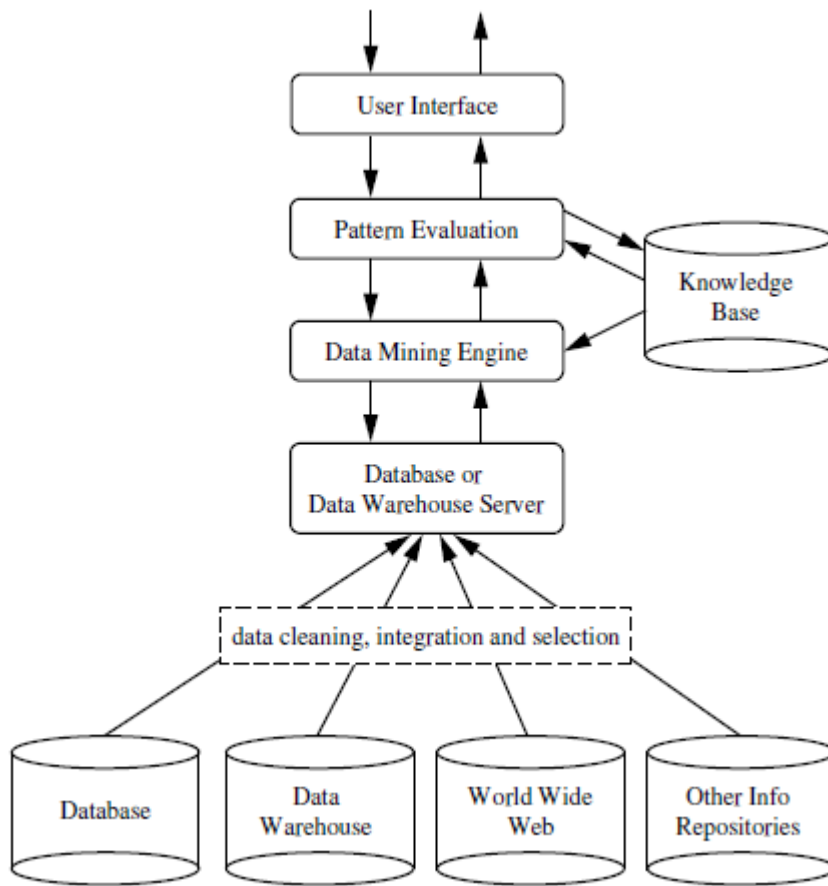 User Interface
Pattern Evaluation
Knowledge
Base
Data Mining Engine
Database or
Data Warehouse Server
data cleaning, integration and selection
Database
Data
Warehouse
World Wide
Web
Other Info
Repositories